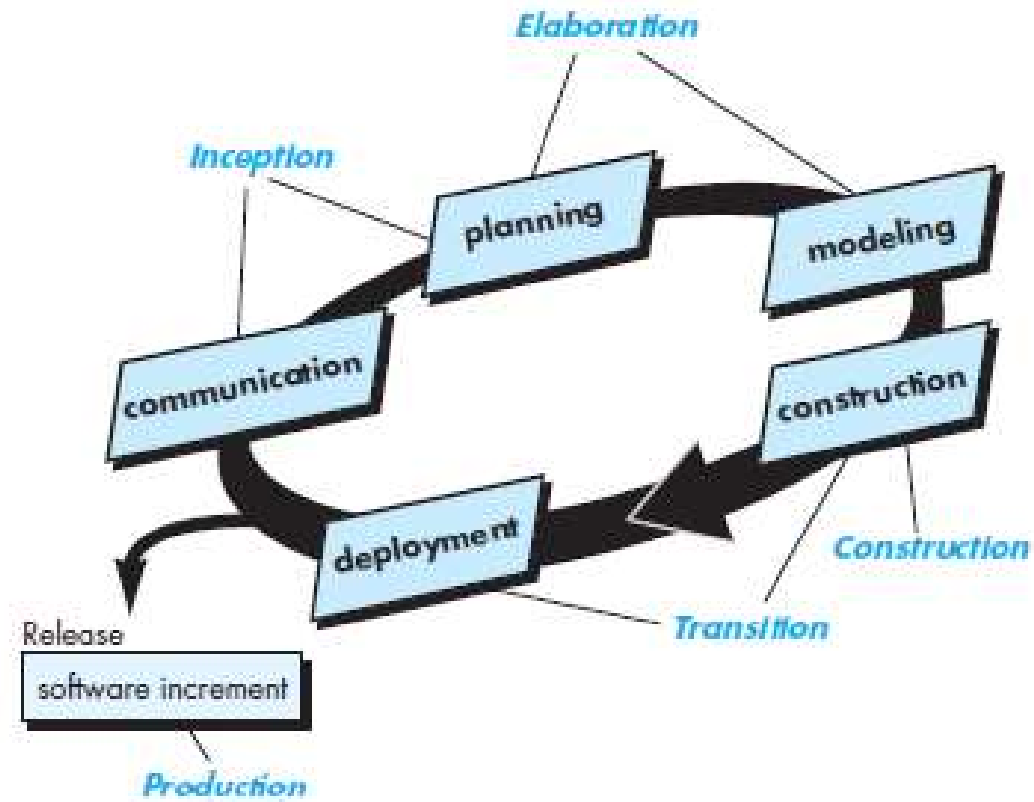 Elaboration
Inception
planning
modeling
communication
construction
deployment
Construction
Transition
Release
software increment
Production